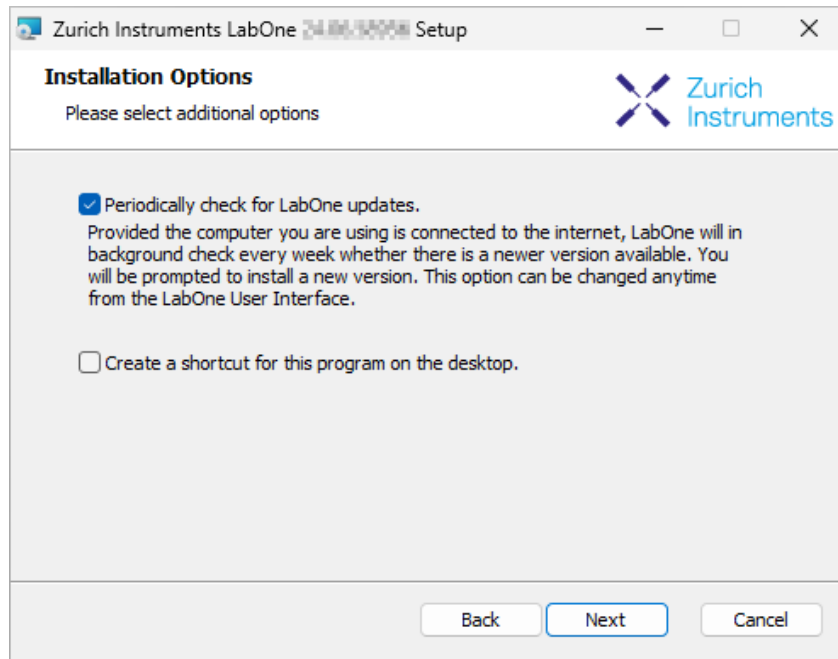 Zurich Instruments LabOne Setup
Installation Options
Please select additional options
Zurich
Instruments
Periodically check for LabOne updates.
Provided the computer you are using is connected to the internet, LabOne will in
background check every week whether there is a newer version available. You
will be prompted to install a new version. This option can be changed anytime
from the LabOne User Interface.
Create a shortcut for this program on the desktop.
Back Next Cancel